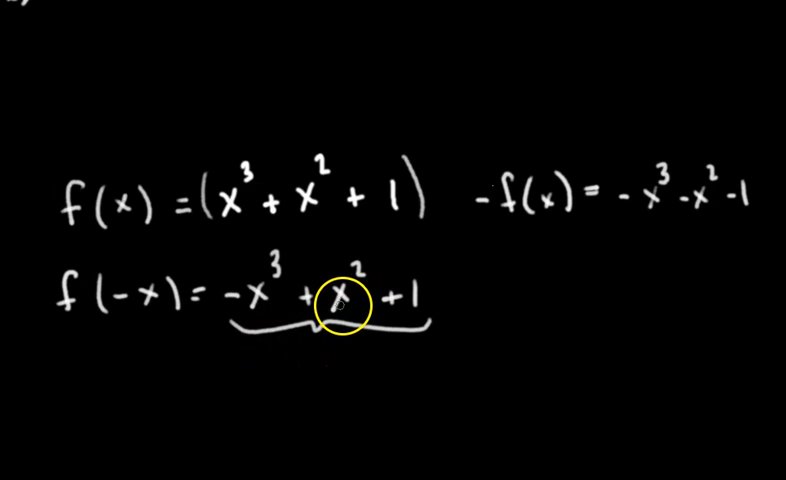 f(x) = (x³ + x² + 1) -f(x) = -x³ -x² -1
f(-x) = -x³ + x² + 1